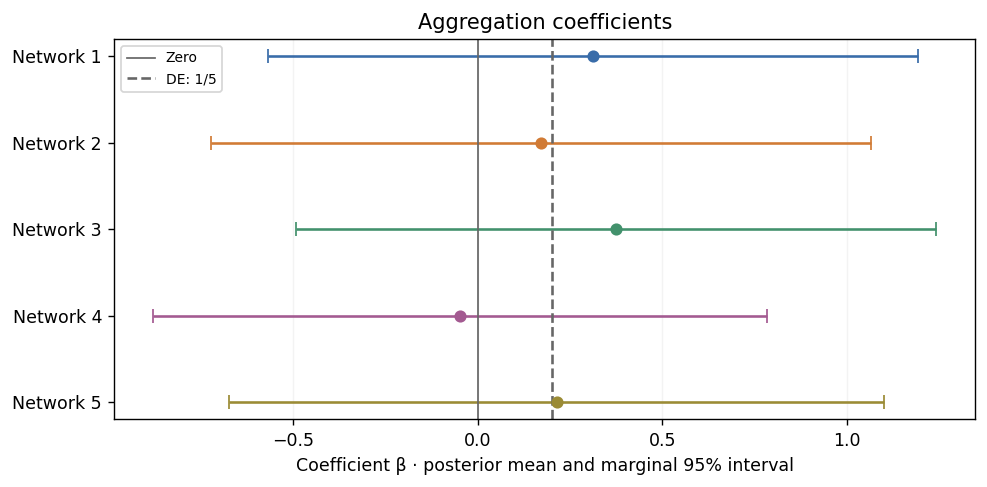 Aggregation coefficients
Zero
DE: 1/5
Network 1
Network 2
Network 3
Network 4
Network 5
−0.5
0.0
0.5
1.0
Coefficient β · posterior mean and marginal 95% interval